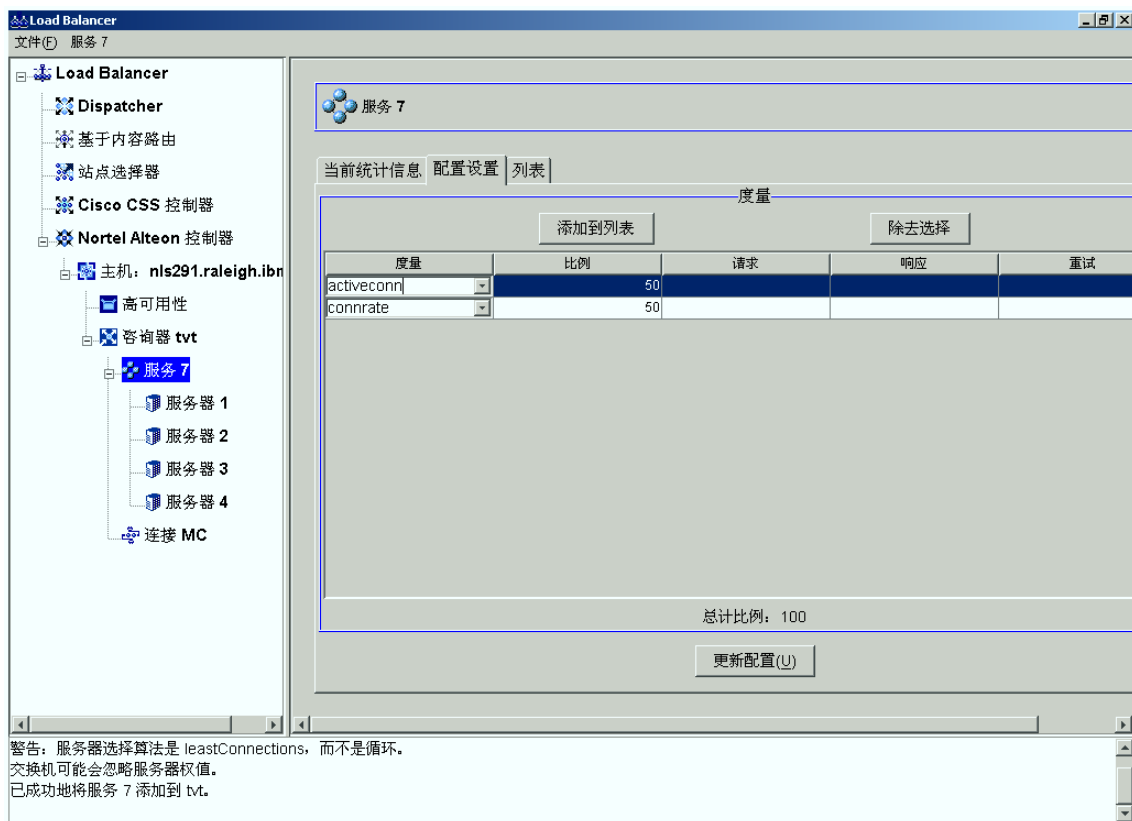 Load Balancer
文件(F) 服务 7
Load Balancer
Dispatcher
基于内容路由
站点选择器
Cisco CSS 控制器
Nortel Alteon 控制器
主机：nls291.raleigh.ibm
高可用性
咨询器 tvt
服务 7
服务器 1
服务器 2
服务器 3
服务器 4
连接 MC
服务 7
当前统计信息 配置设置 列表
度量
添加到列表 除去选择
度量 比例 请求 响应 重试
activeconn 50
connrate 50
总计比例：100
更新配置(U)
警告：服务器选择算法是 leastConnections，而不是循环。
交换机可能会忽略服务器权值。
已成功地将服务 7 添加到 tvt。